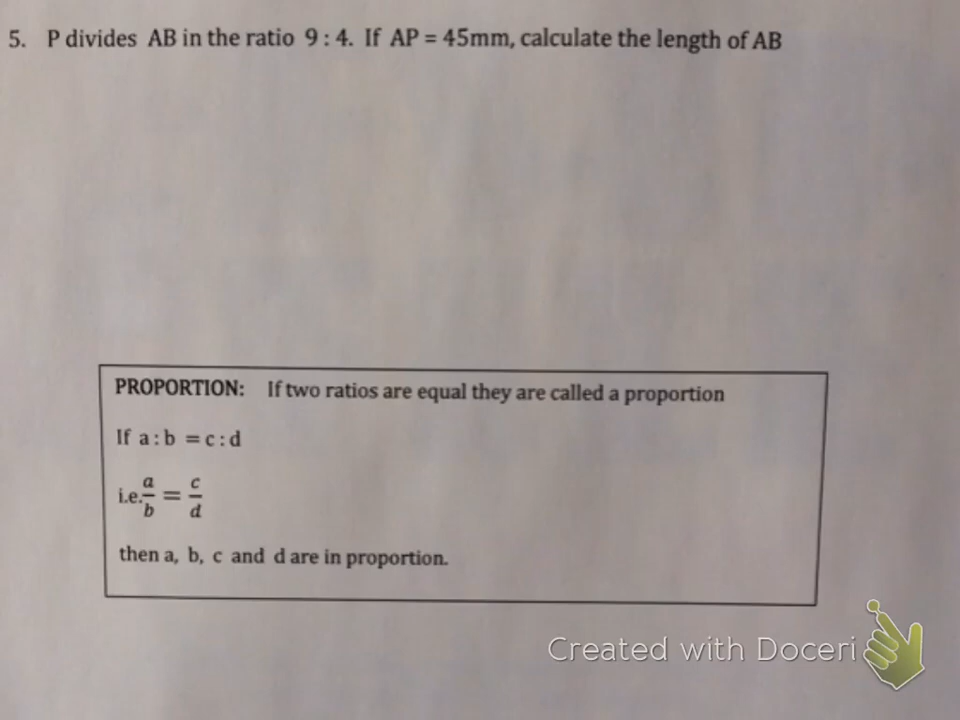 5. P divides AB in the ratio 9 : 4. If AP = 45mm, calculate the length of AB
PROPORTION: If two ratios are equal they are called a proportion
If a : b = c : d
i.e. a/b = c/d
then a, b, c and d are in proportion.
Created with Doceri